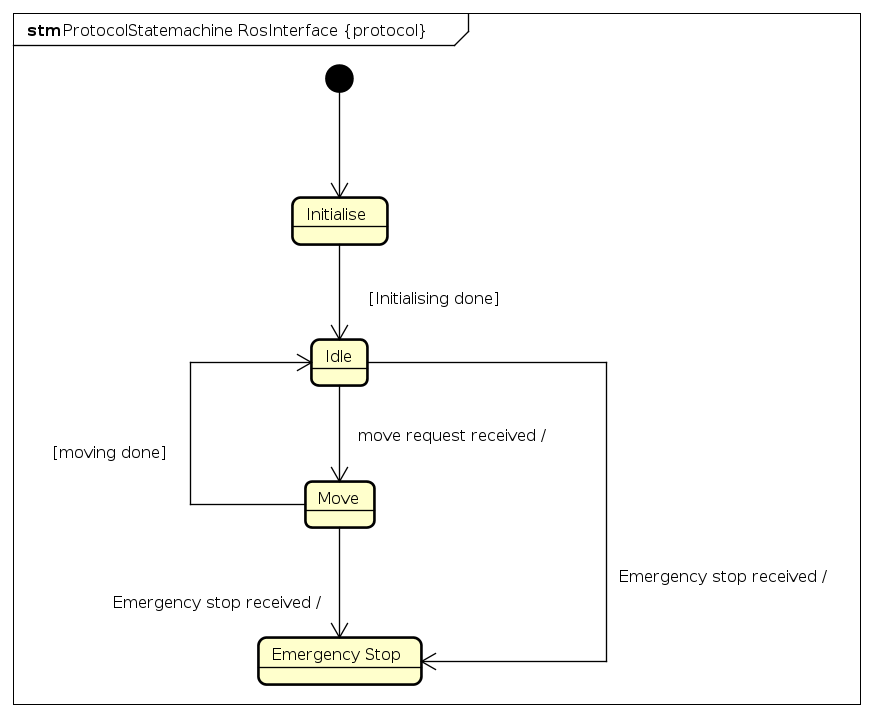 stm ProtocolStatemachine RosInterface {protocol}
Initialise
[Initialising done]
Idle
move request received /
[moving done]
Move
Emergency stop received /
Emergency stop received /
Emergency Stop